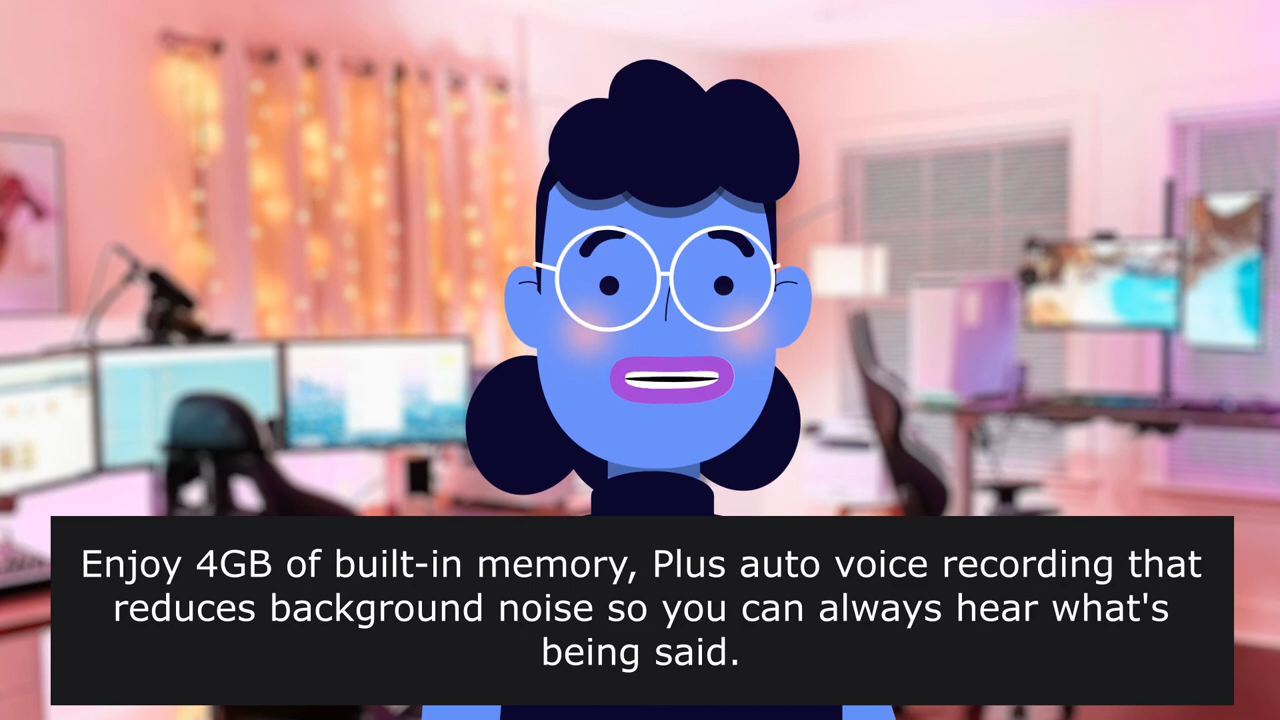 Enjoy 4GB of built-in memory, Plus auto voice recording that
reduces background noise so you can always hear what's
being said.